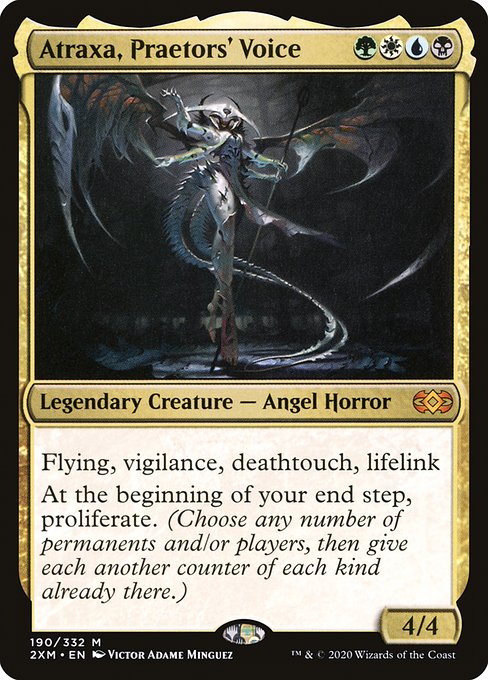 Atraxa, Praetors' Voice
Legendary Creature — Angel Horror
Flying, vigilance, deathtouch, lifelink
At the beginning of your end step,
proliferate. (Choose any number of
permanents and/or players, then give
each another counter of each kind
already there.)
4/4
190/332 M
2XM • EN Victor Adame Minguez
™ & © 2020 Wizards of the Coast